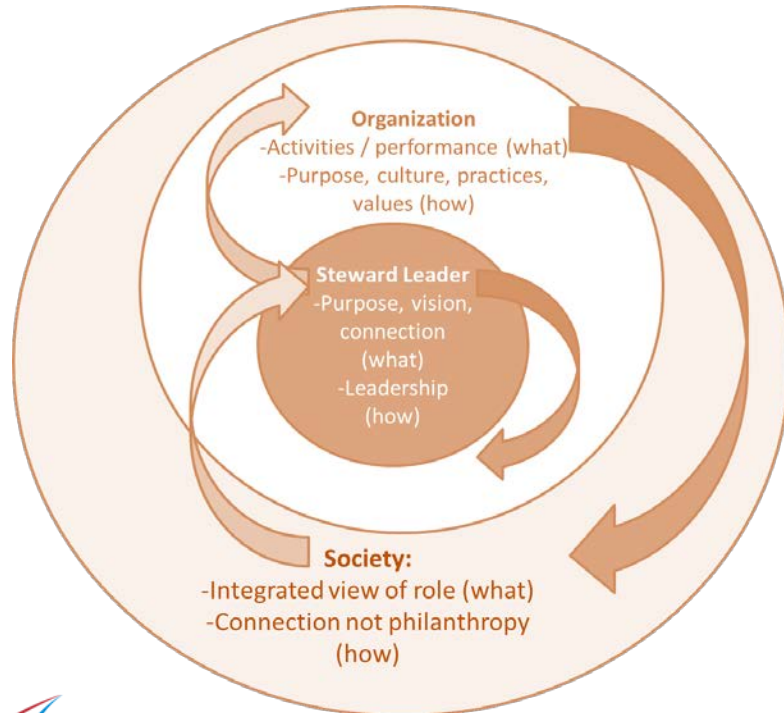 Organization
-Activities / performance (what)
-Purpose, culture, practices,
values (how)
Steward Leader
-Purpose, vision,
connection
(what)
-Leadership
(how)
Society:
-Integrated view of role (what)
-Connection not philanthropy
(how)